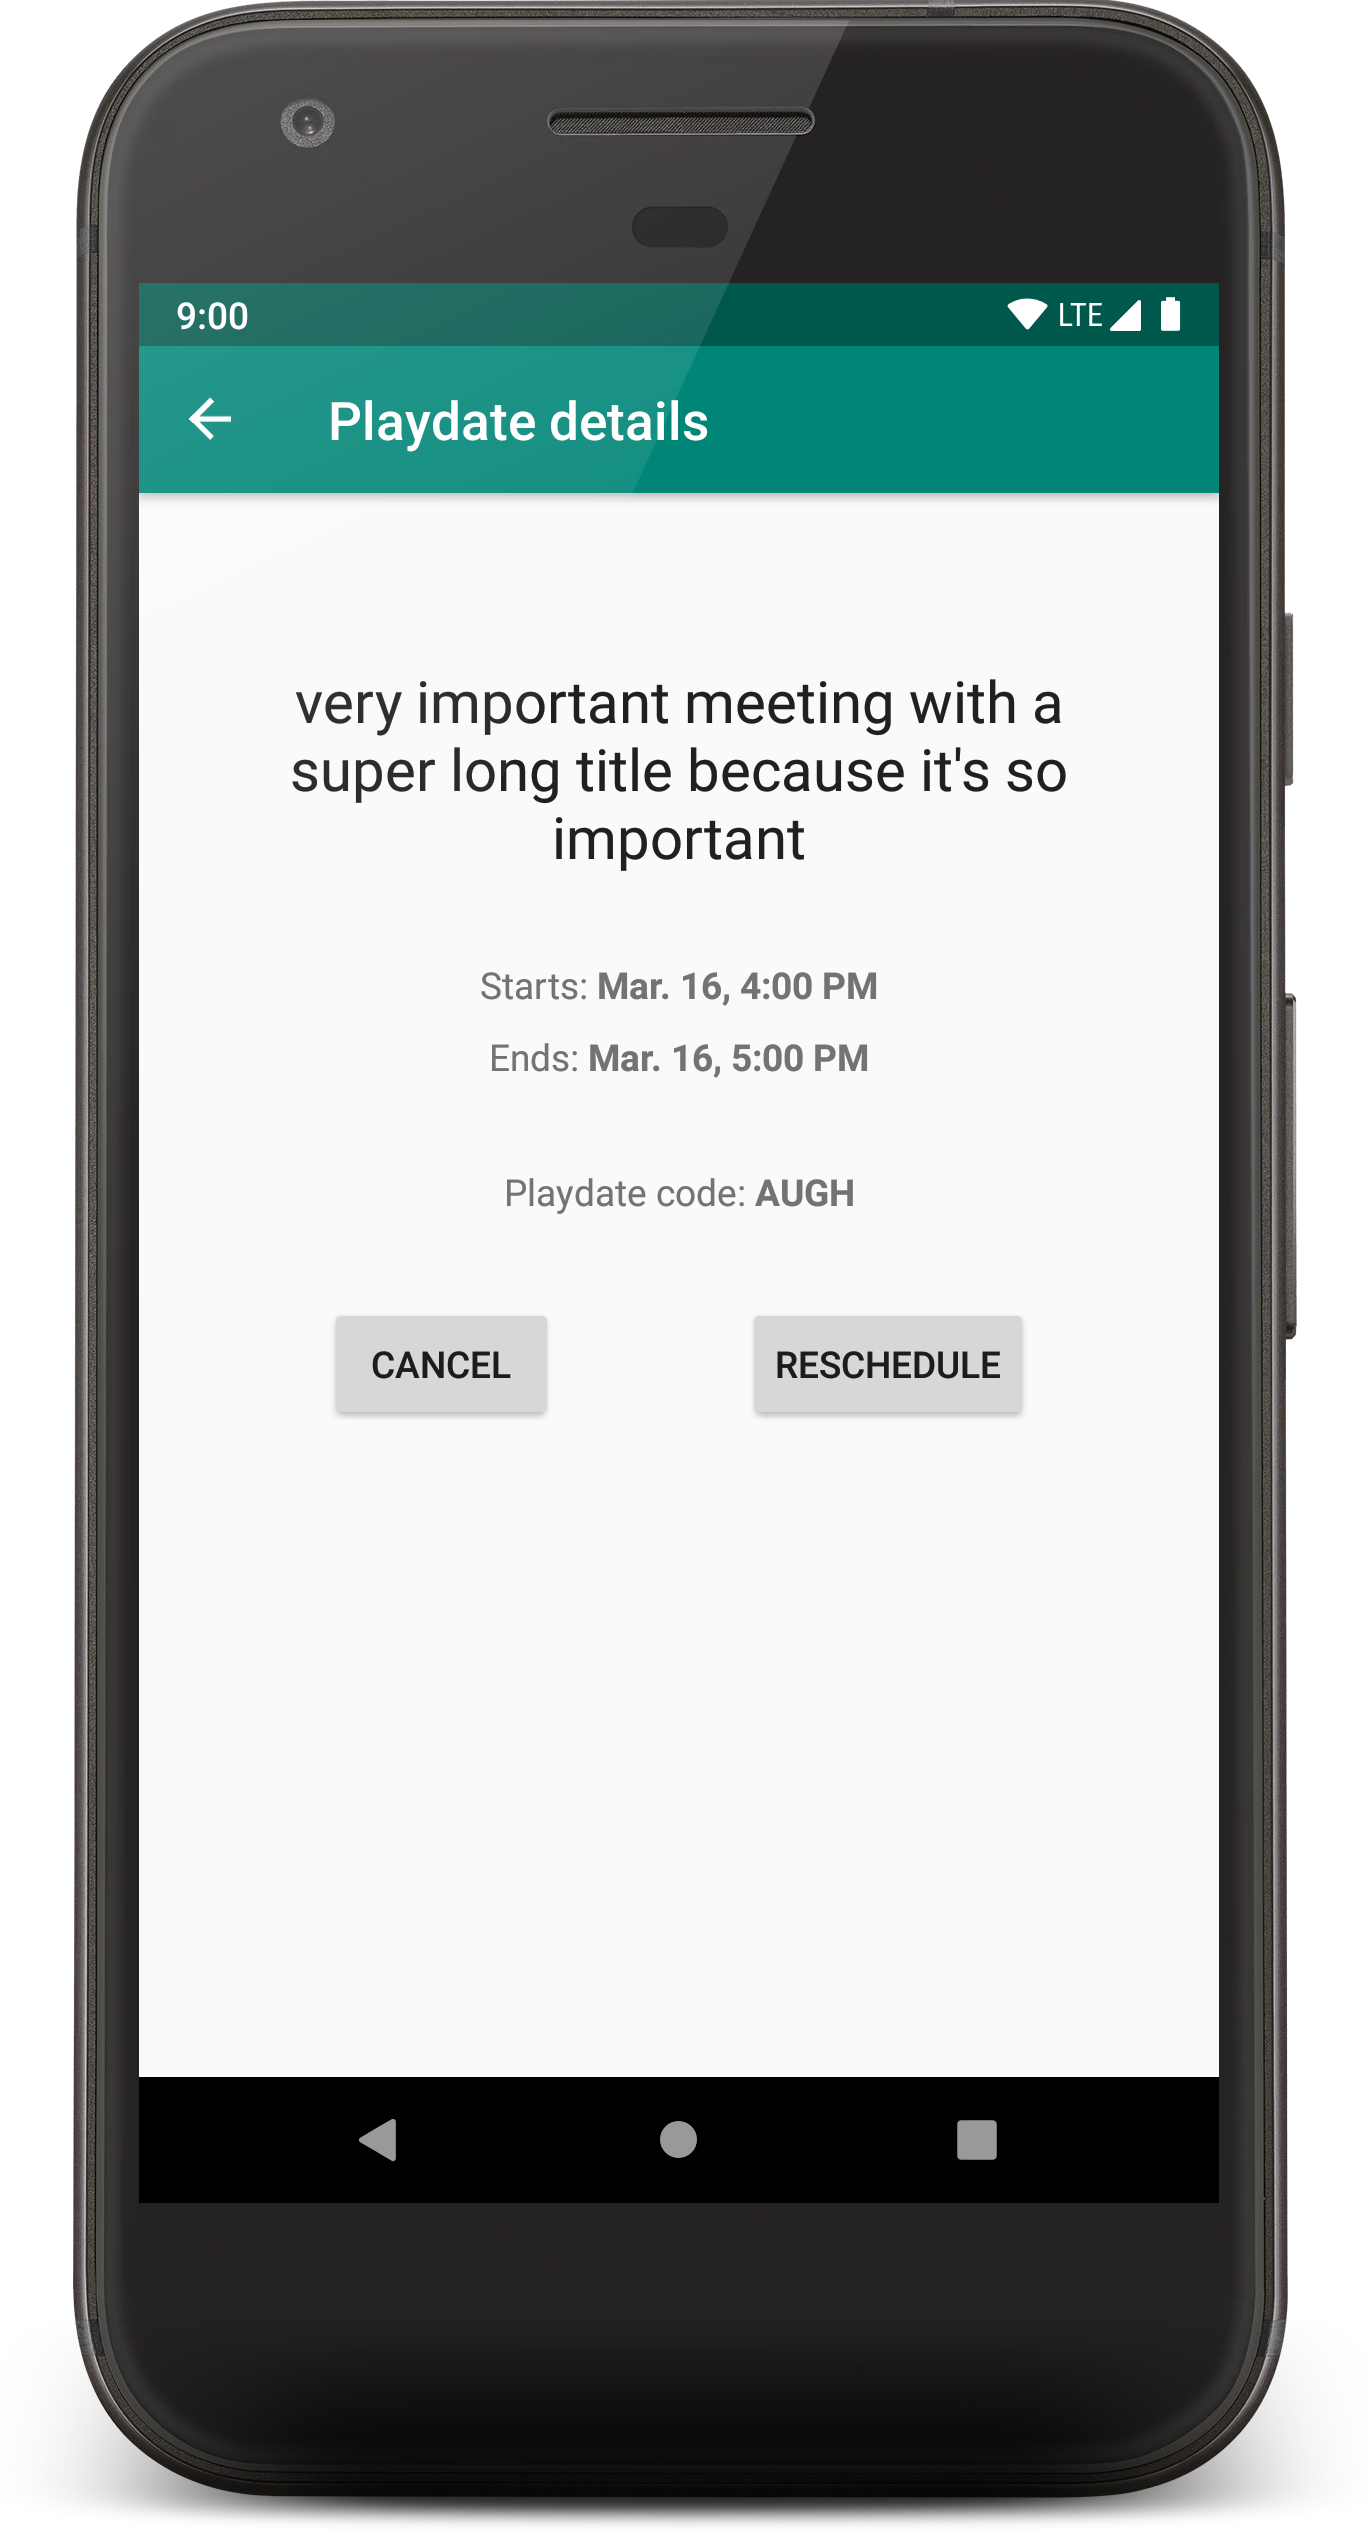 9:00 LTE
Playdate details
very important meeting with a
super long title because it's so
important
Starts: Mar. 16, 4:00 PM
Ends: Mar. 16, 5:00 PM
Playdate code: AUGH
CANCEL RESCHEDULE